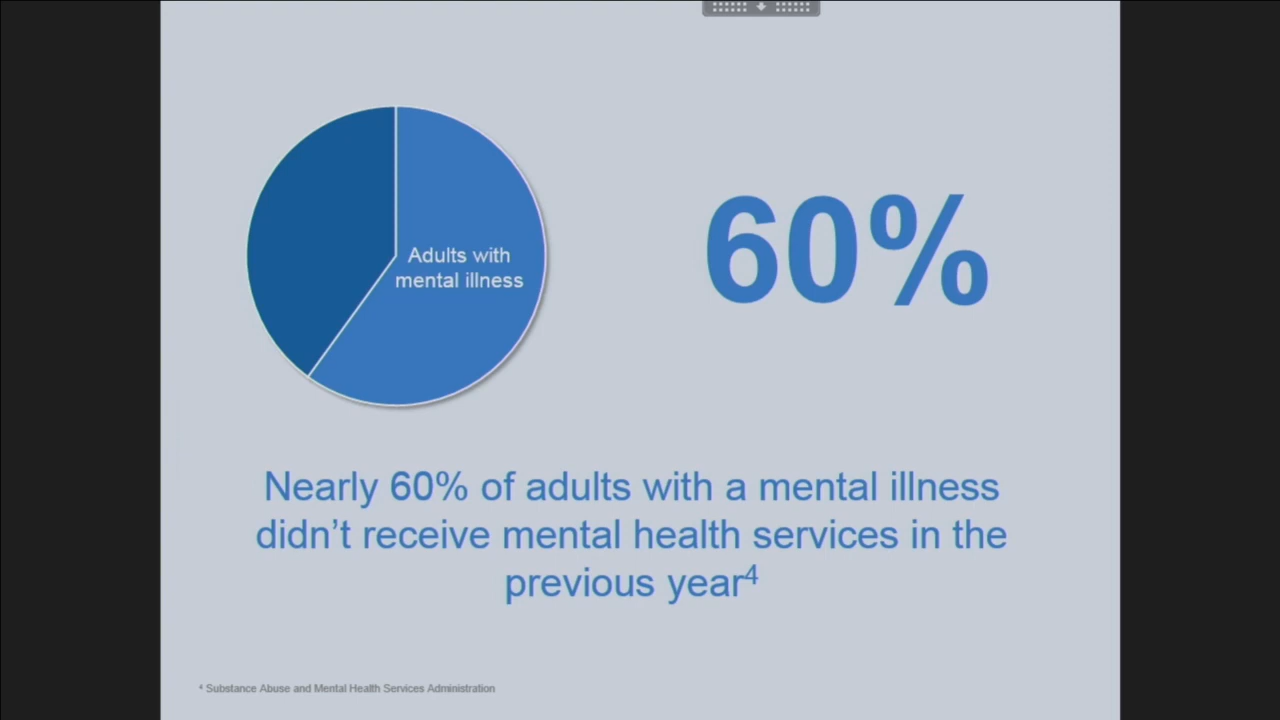 Adults with
mental illness
60%
Nearly 60% of adults with a mental illness
didn't receive mental health services in the
previous year⁴
⁴ Substance Abuse and Mental Health Services Administration